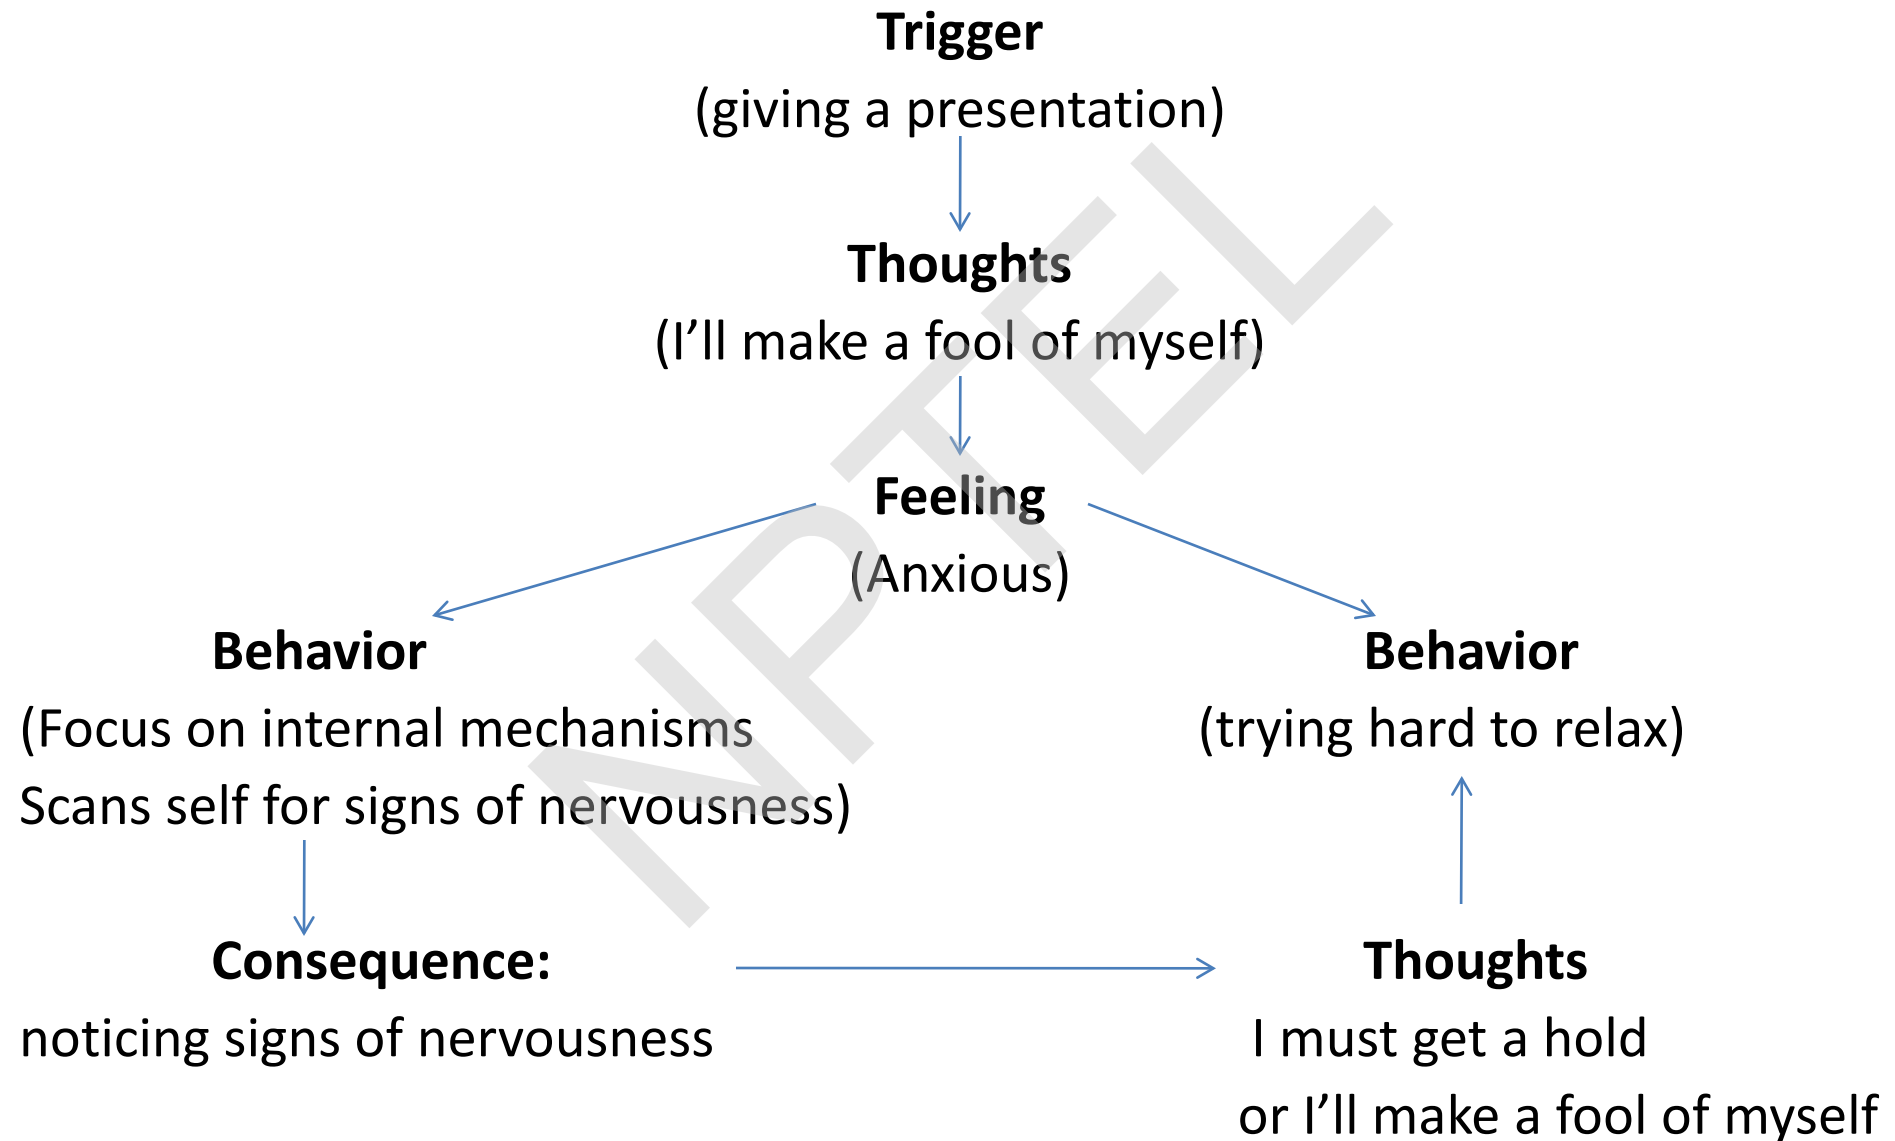 Trigger
(giving a presentation)
Thoughts
(I’ll make a fool of myself)
Feeling
(Anxious)
Behavior
(Focus on internal mechanisms
Scans self for signs of nervousness)
Behavior
(trying hard to relax)
Consequence:
noticing signs of nervousness
Thoughts
I must get a hold
or I’ll make a fool of myself
NPTEL